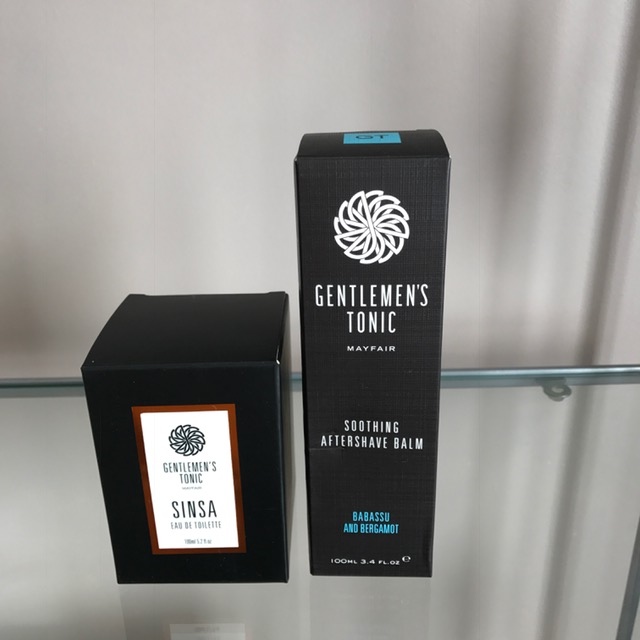 GENTLEMEN'S
TONIC
MAYFAIR
SINSA
EAU DE TOILETTE
GT
GENTLEMEN'S
TONIC
MAYFAIR
SOOTHING
AFTERSHAVE BALM
BABASSU
AND BERGAMOT
100ML 3.4 FL.OZ e